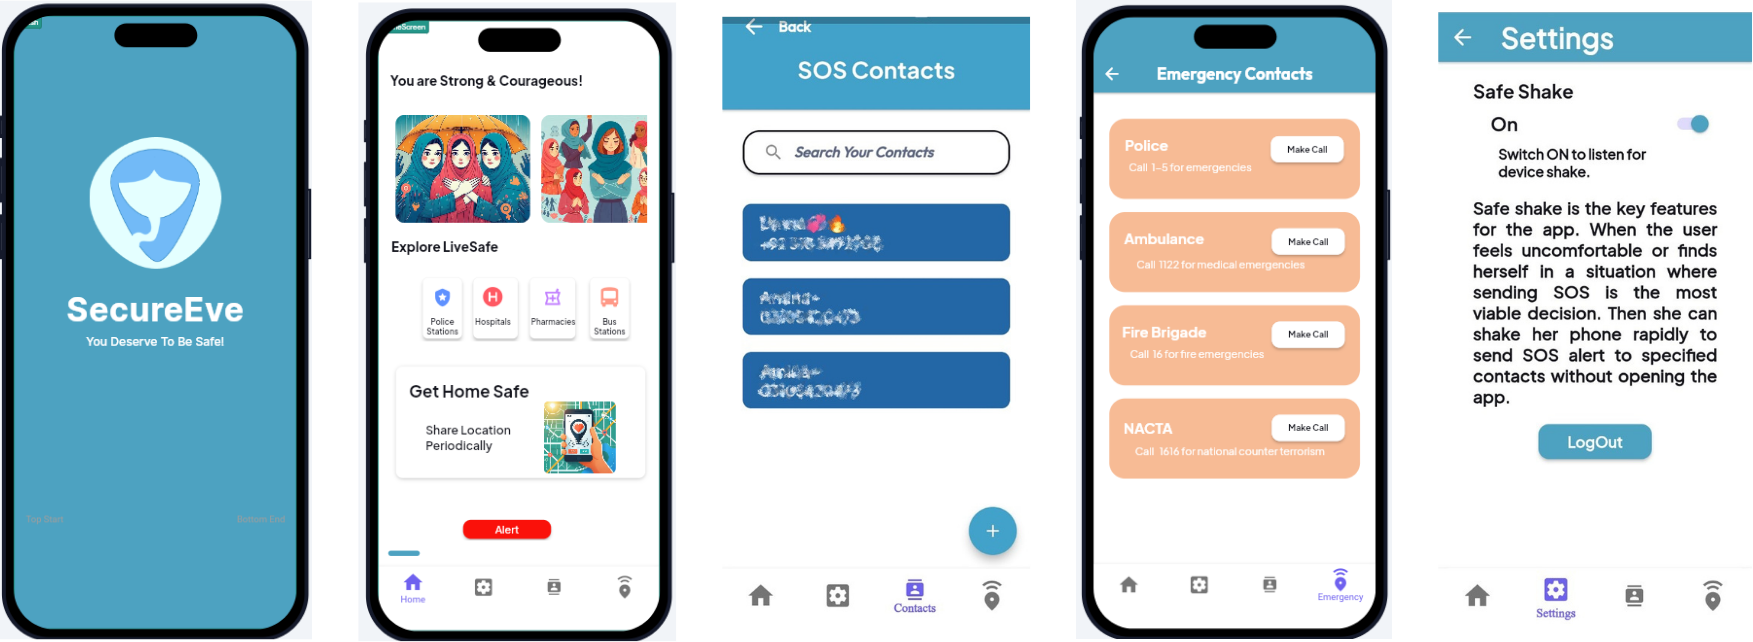 SecureEve
You Deserve To Be Safe!
Top Start
Bottom End
You are Strong & Courageous!
Explore LiveSafe
Police
Stations
Hospitals
Pharmacies
Bus
Stations
Get Home Safe
Share Location
Periodically
Alert
Home
Back
SOS Contacts
Search Your Contacts
Contacts
Emergency Contacts
Police
Make Call
Call 1-5 for emergencies
Ambulance
Make Call
Call 1122 for medical emergencies
Fire Brigade
Make Call
Call 16 for fire emergencies
NACTA
Make Call
Call 1616 for national counter terrorism
Emergency
Settings
Safe Shake
On
Switch ON to listen for
device shake.
Safe shake is the key features
for the app. When the user
feels uncomfortable or finds
herself in a situation where
sending SOS is the most
viable decision. Then she can
shake her phone rapidly to
send SOS alert to specified
contacts without opening the
app.
LogOut
Settings